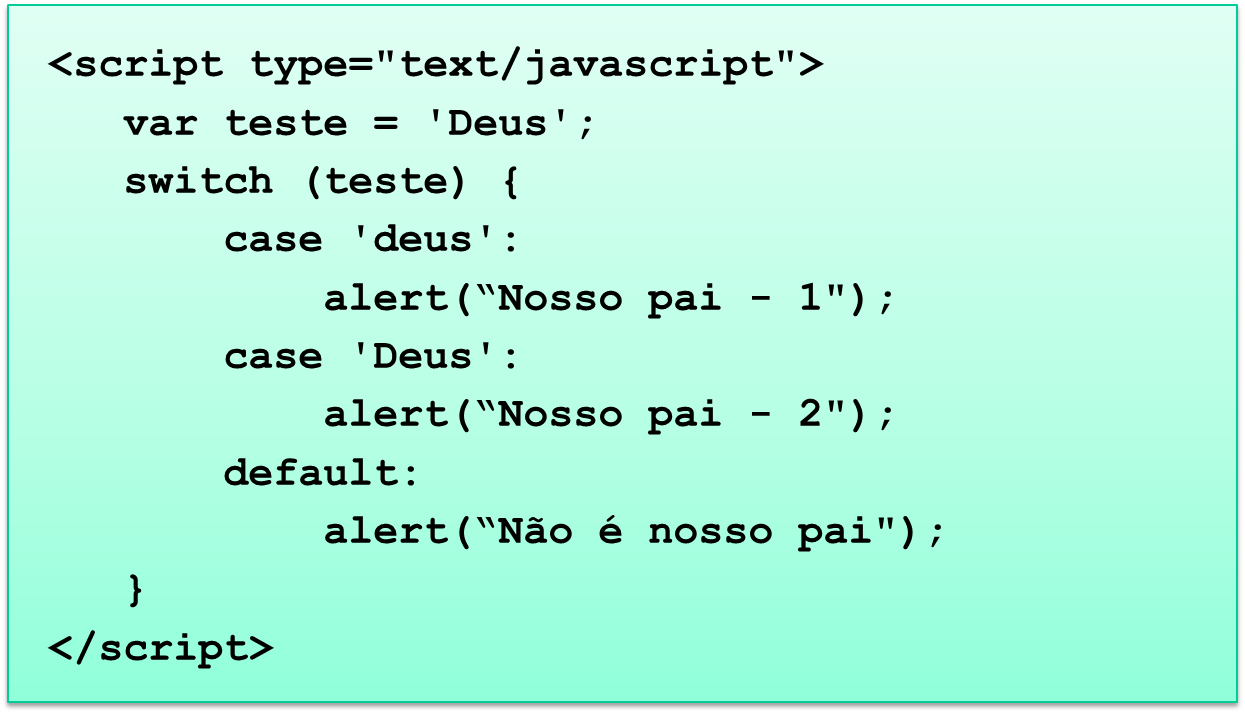 <script type="text/javascript">
   var teste = 'Deus';
   switch (teste) {
       case 'deus':
           alert(“Nosso pai - 1");
       case 'Deus':
           alert(“Nosso pai - 2");
       default:
           alert(“Não é nosso pai");
   }
</script>